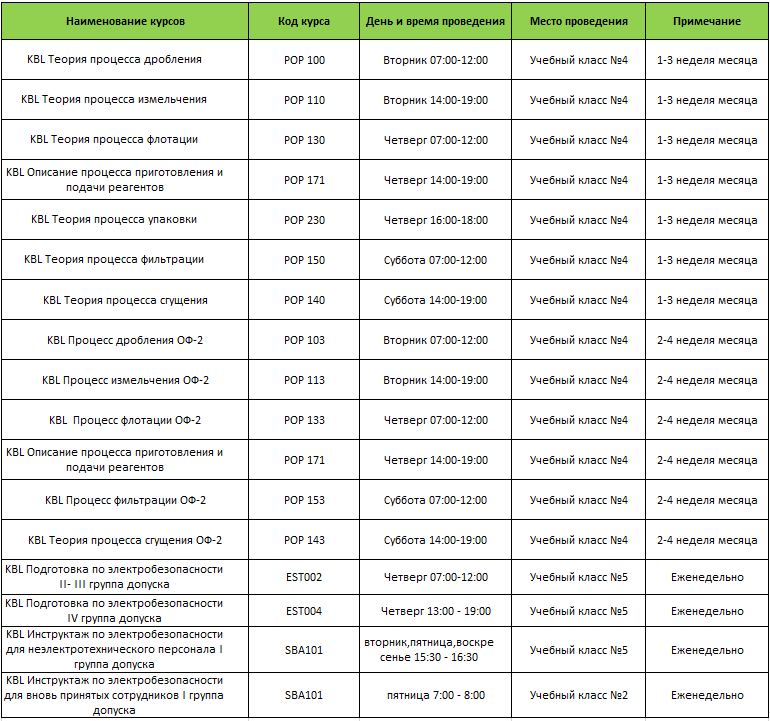 Наименование курсов Код курса День и время проведения Место проведения Примечание
KBL Теория процесса дробления POP 100 Вторник 07:00-12:00 Учебный класс №4 1-3 неделя месяца
KBL Теория процесса измельчения POP 110 Вторник 14:00-19:00 Учебный класс №4 1-3 неделя месяца
KBL Теория процесса флотации POP 130 Четверг 07:00-12:00 Учебный класс №4 1-3 неделя месяца
KBL Описание процесса приготовления и
подачи реагентов POP 171 Четверг 14:00-19:00 Учебный класс №4 1-3 неделя месяца
KBL Теория процесса упаковки POP 230 Четверг 16:00-18:00 Учебный класс №4 1-3 неделя месяца
KBL Теория процесса фильтрации POP 150 Суббота 07:00-12:00 Учебный класс №4 1-3 неделя месяца
KBL Теория процесса сгущения POP 140 Суббота 14:00-19:00 Учебный класс №4 1-3 неделя месяца
KBL Процесс дробления ОФ-2 POP 103 Вторник 07:00-12:00 Учебный класс №4 2-4 неделя месяца
KBL Процесс измельчения ОФ-2 POP 113 Вторник 14:00-19:00 Учебный класс №4 2-4 неделя месяца
KBL Процесс флотации ОФ-2 POP 133 Четверг 07:00-12:00 Учебный класс №4 2-4 неделя месяца
KBL Описание процесса приготовления и
подачи реагентов POP 171 Четверг 14:00-19:00 Учебный класс №4 2-4 неделя месяца
KBL Процесс фильтрации ОФ-2 POP 153 Суббота 07:00-12:00 Учебный класс №4 2-4 неделя месяца
KBL Теория процесса сгущения ОФ-2 POP 143 Суббота 14:00-19:00 Учебный класс №4 2-4 неделя месяца
KBL Подготовка по электробезопасности
II- III группа допуска EST002 Четверг 07:00-12:00 Учебный класс №5 Еженедельно
KBL Подготовка по электробезопасности
IV группа допуска EST004 Четверг 13:00 - 19:00 Учебный класс №5 Еженедельно
KBL Инструктаж по электробезопасности
для неэлектротехнического персонала I
группа допуска SBA101 вторник,пятница,воскре
сенье 15:30 - 16:30 Учебный класс №5 Еженедельно
KBL Инструктаж по электробезопасности
для вновь принятых сотрудников I группа
допуска SBA101 пятница 7:00 - 8:00 Учебный класс №2 Еженедельно